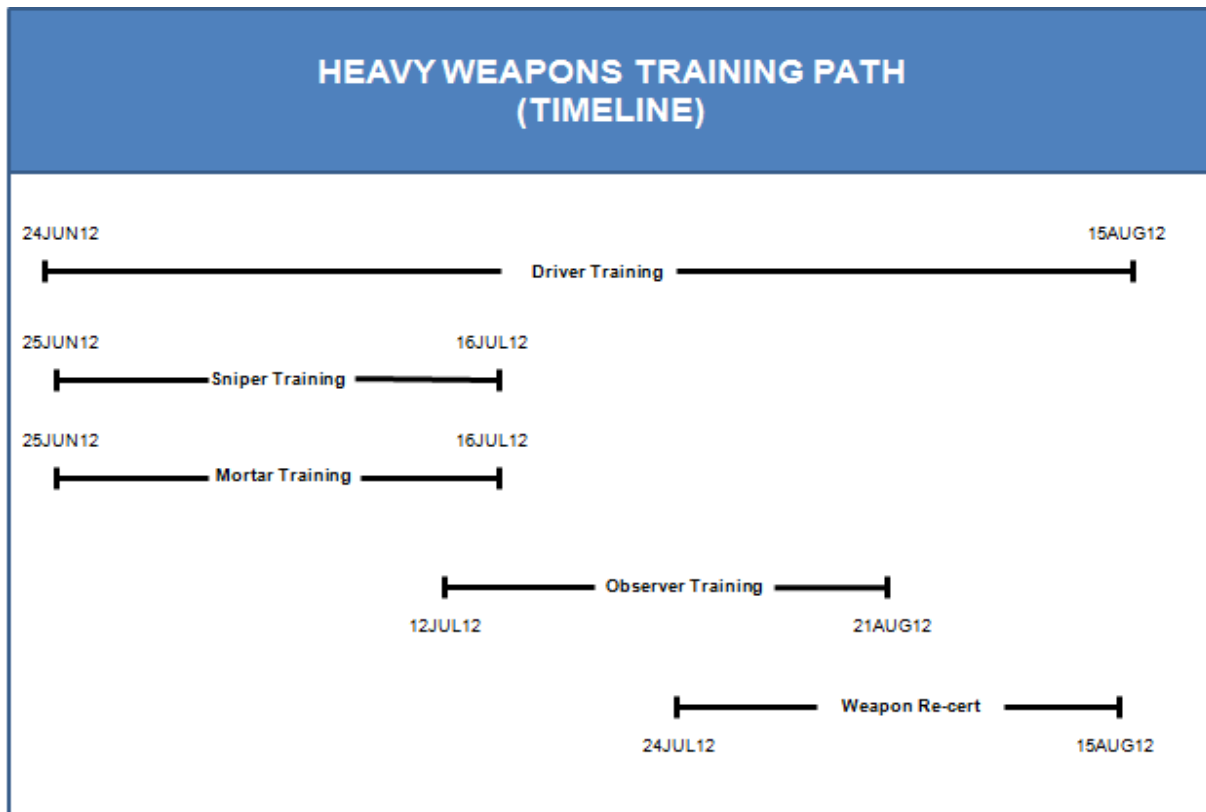 HEAVY WEAPONS TRAINING PATH
(TIMELINE)
24JUN12 15AUG12
Driver Training
25JUN12 16JUL12
Sniper Training
25JUN12 16JUL12
Mortar Training
Observer Training
12JUL12 21AUG12
Weapon Re-cert
24JUL12 15AUG12